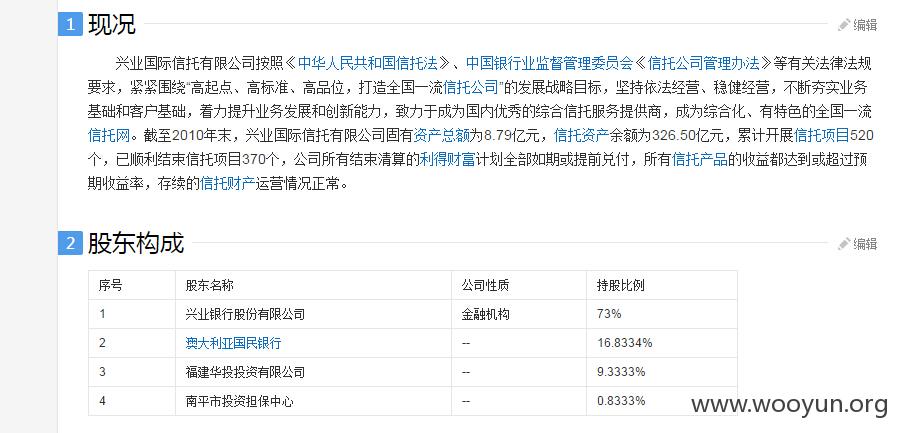 1 现况 编辑
兴业国际信托有限公司按照《中华人民共和国信托法》、中国银行业监督管理委员会《信托公司管理办法》等有关法律法规
要求，紧紧围绕“高起点、高标准、高品位，打造全国一流信托公司”的发展战略目标，坚持依法经营、稳健经营，不断夯实业务
基础和客户基础，着力提升业务发展和创新能力，致力于成为国内优秀的综合信托服务提供商，成为综合化、有特色的全国一流
信托网。截至2010年末，兴业国际信托有限公司固有资产总额为8.79亿元，信托资产余额为326.50亿元，累计开展信托项目520
个，已顺利结束信托项目370个，公司所有结束清算的利得财富计划全部如期或提前兑付，所有信托产品的收益都达到或超过预
期收益率，存续的信托财产运营情况正常。
2 股东构成 编辑
序号 股东名称 公司性质 持股比例
1 兴业银行股份有限公司 金融机构 73%
2 澳大利亚国民银行 -- 16.8334%
3 福建华投投资有限公司 -- 9.3333%
4 南平市投资担保中心 -- 0.8333%
www.wooyun.org